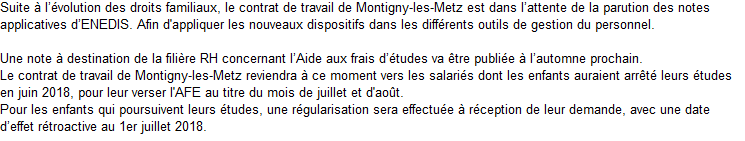 Suite à l'évolution des droits familiaux, le contrat de travail de Montigny-les-Metz est dans l'attente de la parution des notes
applicatives d'ENEDIS. Afin d'appliquer les nouveaux dispositifs dans les différents outils de gestion du personnel.
Une note à destination de la filière RH concernant l'Aide aux frais d'études va être publiée à l'automne prochain.
Le contrat de travail de Montigny-les-Metz reviendra à ce moment vers les salariés dont les enfants auraient arrêté leurs études
en juin 2018, pour leur verser l'AFE au titre du mois de juillet et d'août.
Pour les enfants qui poursuivent leurs études, une régularisation sera effectuée à réception de leur demande, avec une date
d'effet rétroactive au 1er juillet 2018.